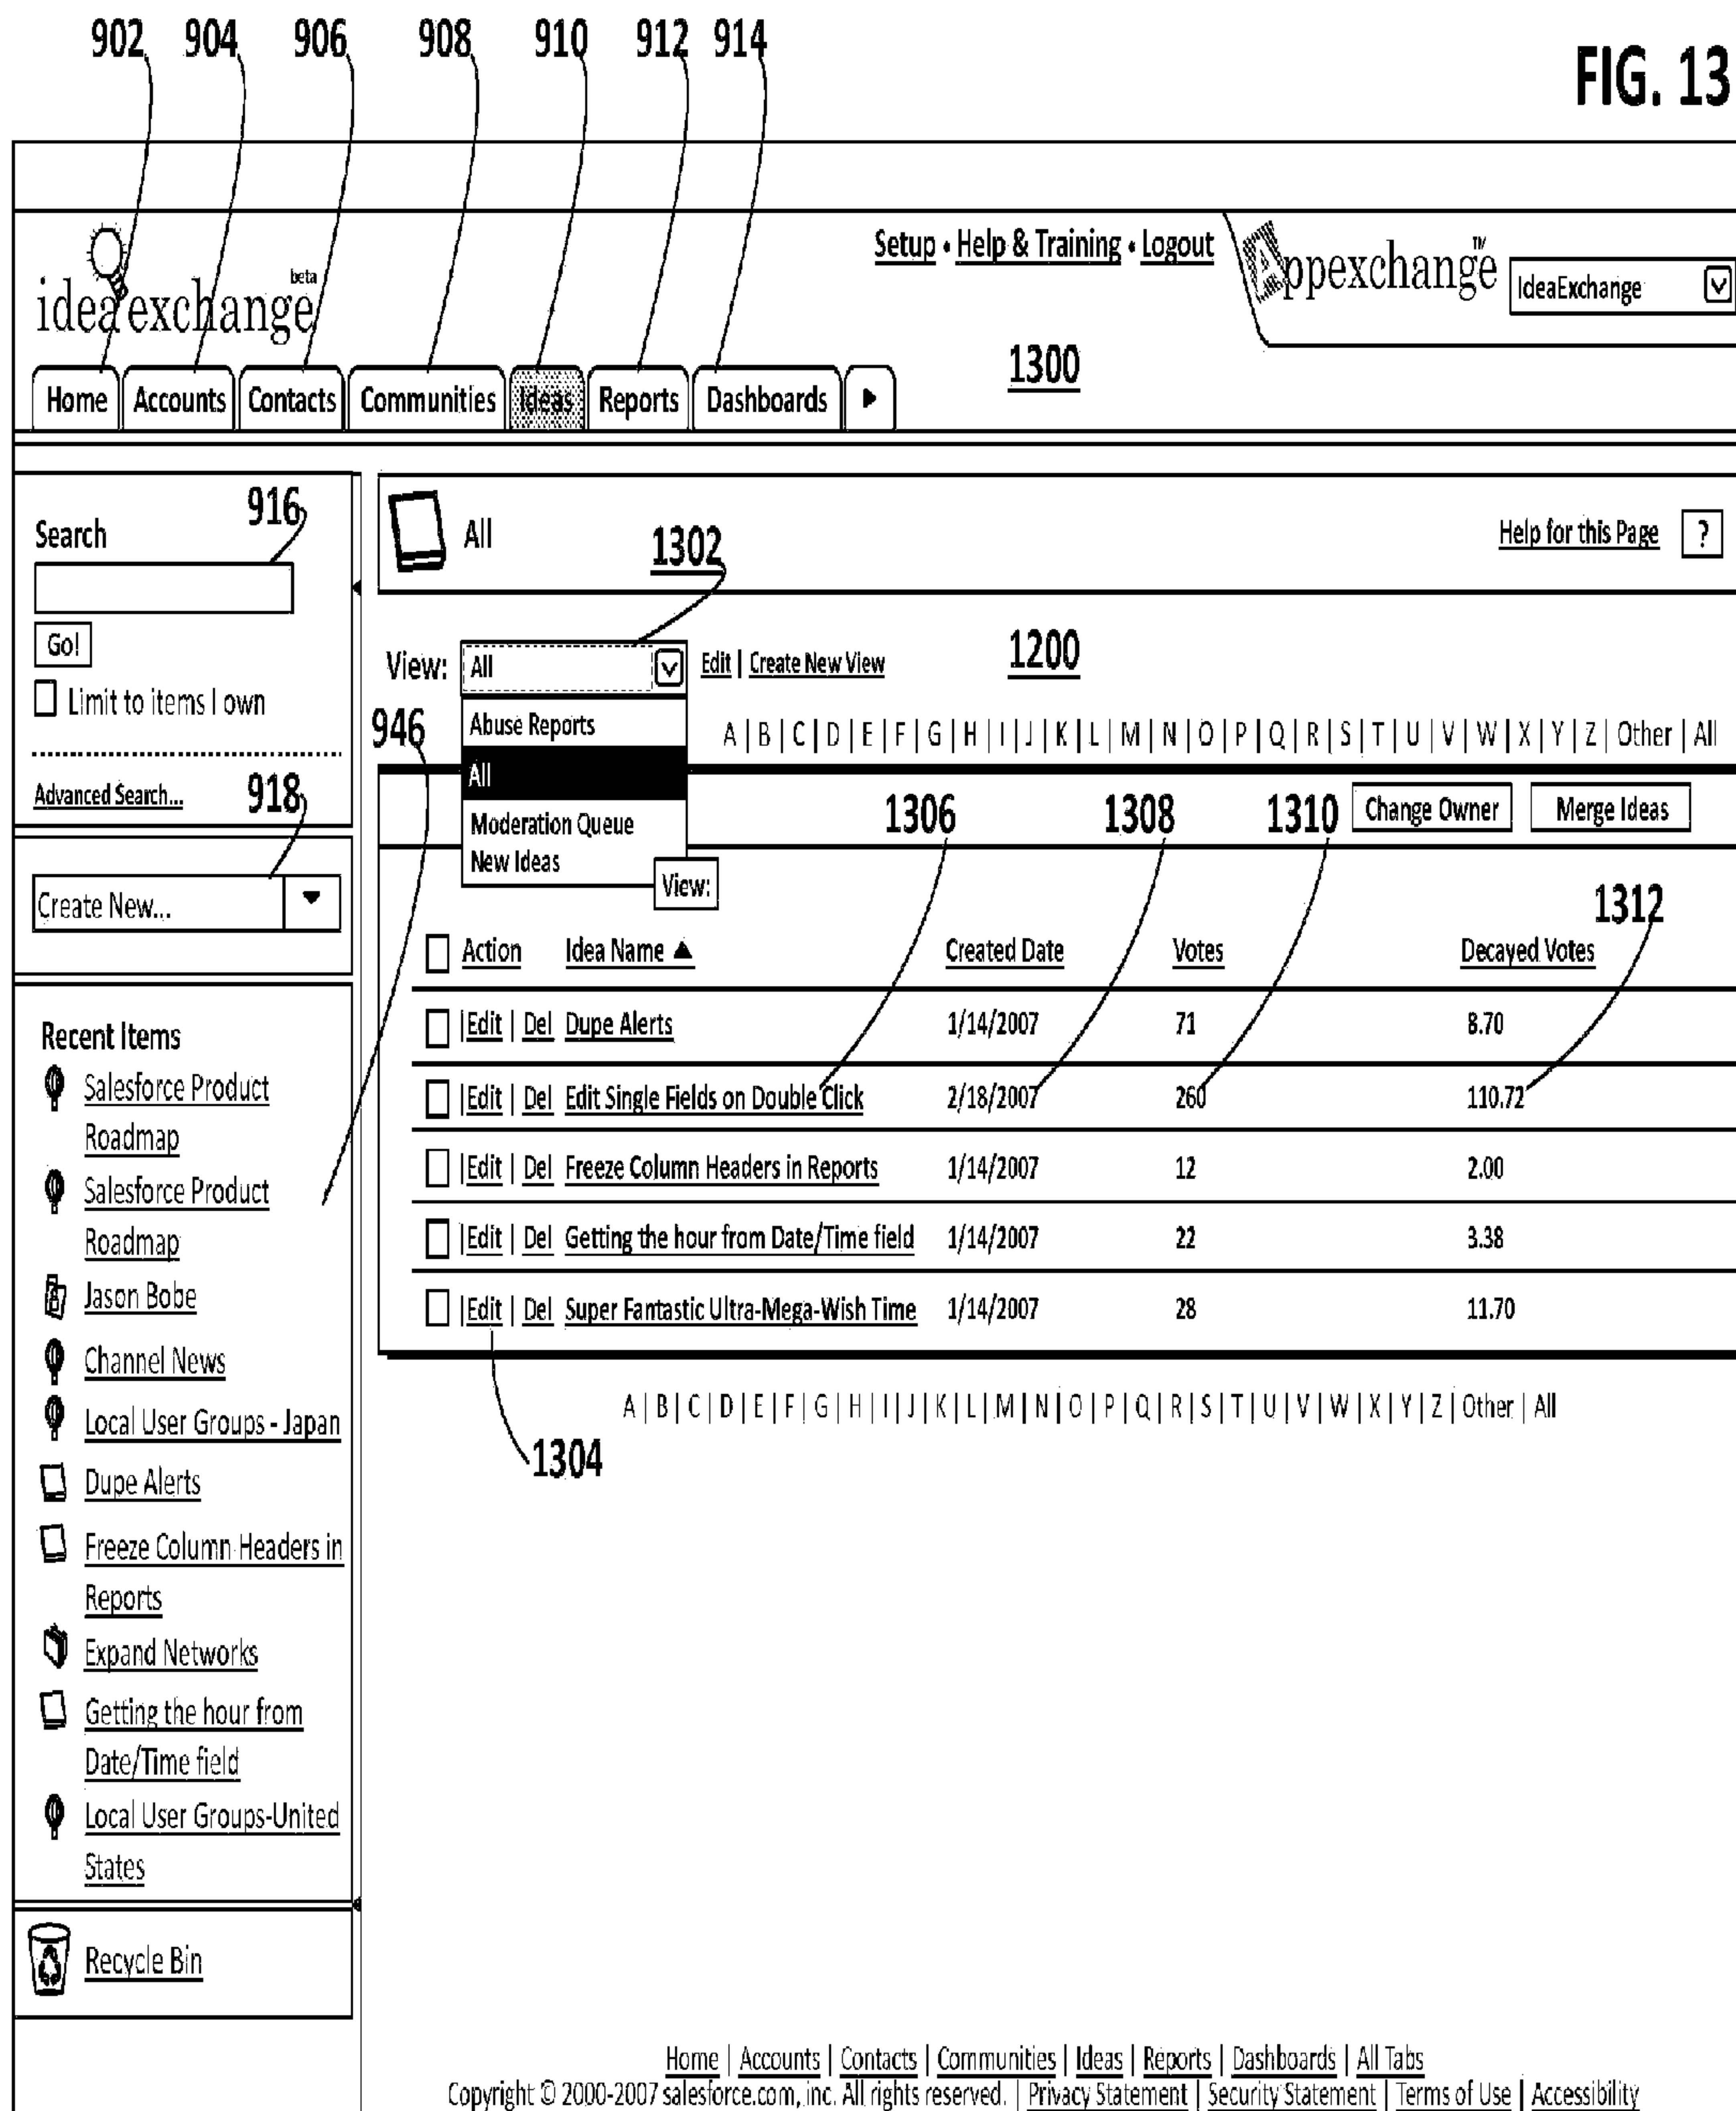 902 904 906 908 910 912 914
FIG. 13
ideaexchange beta
Setup • Help & Training • Logout
Appexchange TM
IdeaExchange
1300
Home Accounts Contacts Communities Ideas Reports Dashboards
Search
916
Go!
Limit to items I own
Advanced Search...
918
Create New...
Recent Items
Salesforce Product
Roadmap
Salesforce Product
Roadmap
Jason Bobe
Channel News
Local User Groups - Japan
Dupe Alerts
Freeze Column Headers in
Reports
Expand Networks
Getting the hour from
Date/Time field
Local User Groups-United
States
Recycle Bin
All
1302
Help for this Page ?
View: All Edit | Create New View
1200
946
Abuse Reports
All
Moderation Queue
New Ideas
View:
A | B | C | D | E | F | G | H | I | J | K | L | M | N | O | P | Q | R | S | T | U | V | W | X | Y | Z | Other | All
1306 1308 1310 Change Owner Merge Ideas
1312
Action Idea Name ▲ Created Date Votes Decayed Votes
|Edit | Del Dupe Alerts 1/14/2007 71 8.70
|Edit | Del Edit Single Fields on Double Click 2/18/2007 260 110.72
|Edit | Del Freeze Column Headers in Reports 1/14/2007 12 2.00
|Edit | Del Getting the hour from Date/Time field 1/14/2007 22 3.38
|Edit | Del Super Fantastic Ultra-Mega-Wish Time 1/14/2007 28 11.70
A | B | C | D | E | F | G | H | I | J | K | L | M | N | O | P | Q | R | S | T | U | V | W | X | Y | Z | Other | All
1304
Home | Accounts | Contacts | Communities | Ideas | Reports | Dashboards | All Tabs
Copyright © 2000-2007 salesforce.com, inc. All rights reserved. | Privacy Statement | Security Statement | Terms of Use | Accessibility